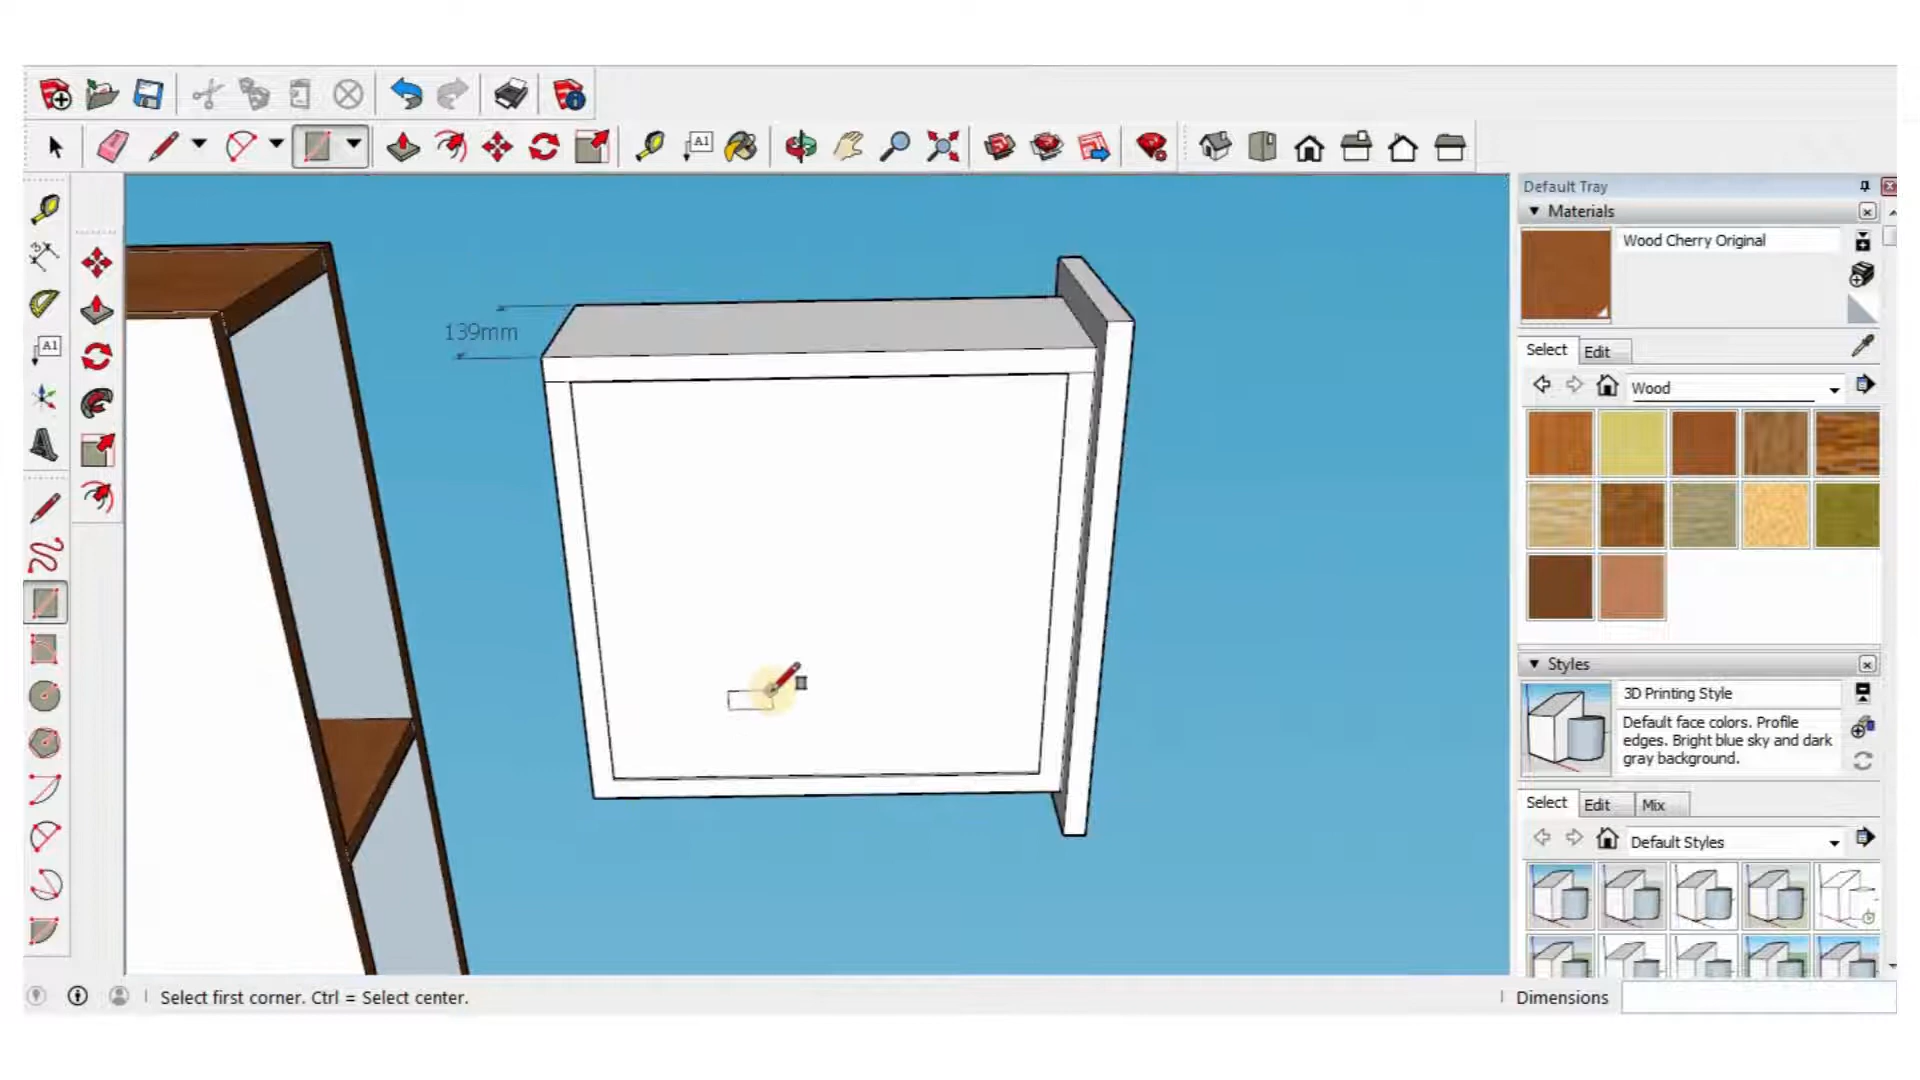 A1
Default Tray
Materials
Wood Cherry Original
139mm
A1
Select
Edit
Wood
Styles
3D Printing Style
Default face colors. Profile
edges. Bright blue sky and dark
gray background.
Select
Edit
Mix
Default Styles
Select first corner. Ctrl = Select center.
Dimensions